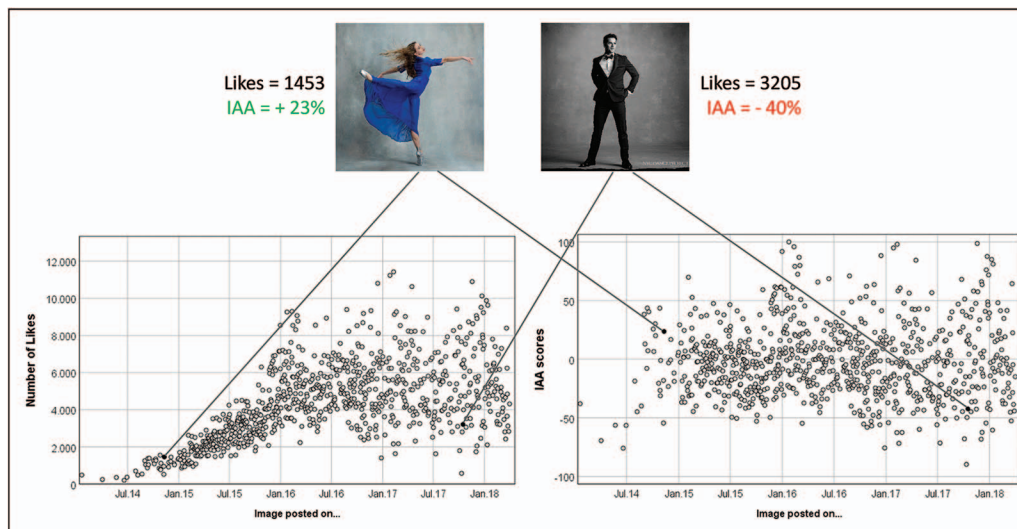 Likes = 1453
IAA = + 23%
Likes = 3205
IAA = - 40%
12.000
10.000
8.000
6.000
4.000
2.000
0
Number of Likes
Jul.14 Jan.15 Jul.15 Jan.16 Jul.16 Jan.17 Jul.17 Jan.18
Image posted on...
100
50
0
-50
-100
IAA scores
Jul.14 Jan.15 Jul.15 Jan.16 Jul.16 Jan.17 Jul.17 Jan.18
Image posted on...